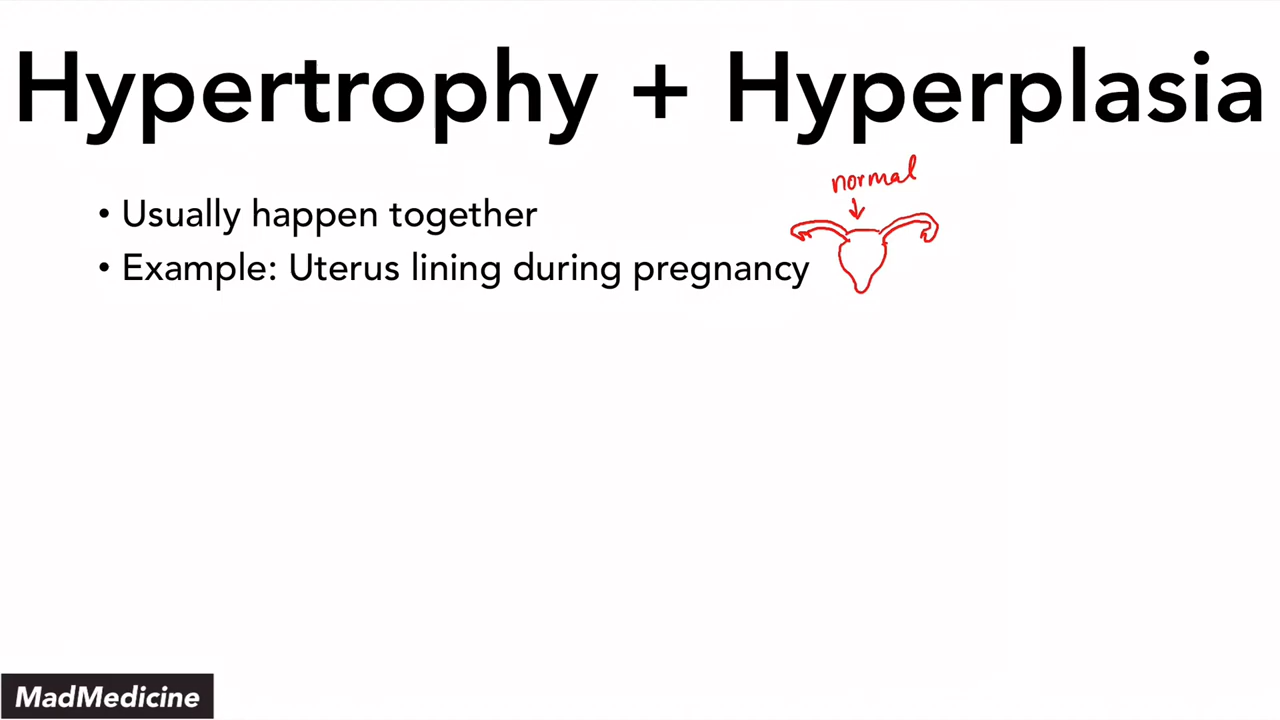 Hypertrophy + Hyperplasia
normal
• Usually happen together
• Example: Uterus lining during pregnancy
MadMedicine